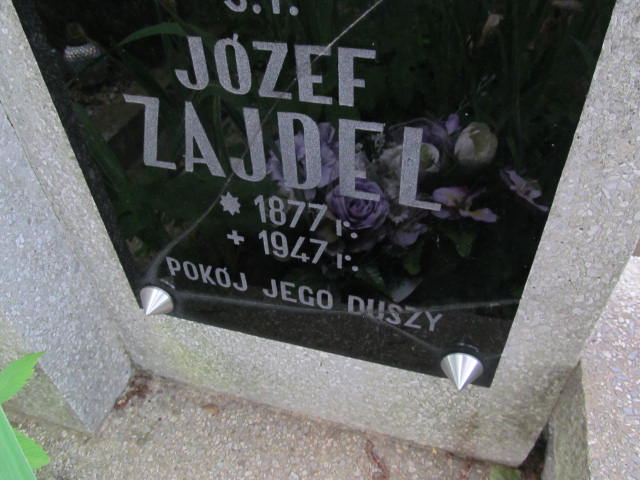 Ś.P.
JÓZEF
ZAJDEL
* 1877 r.
+ 1947 r.
POKÓJ JEGO DUSZY